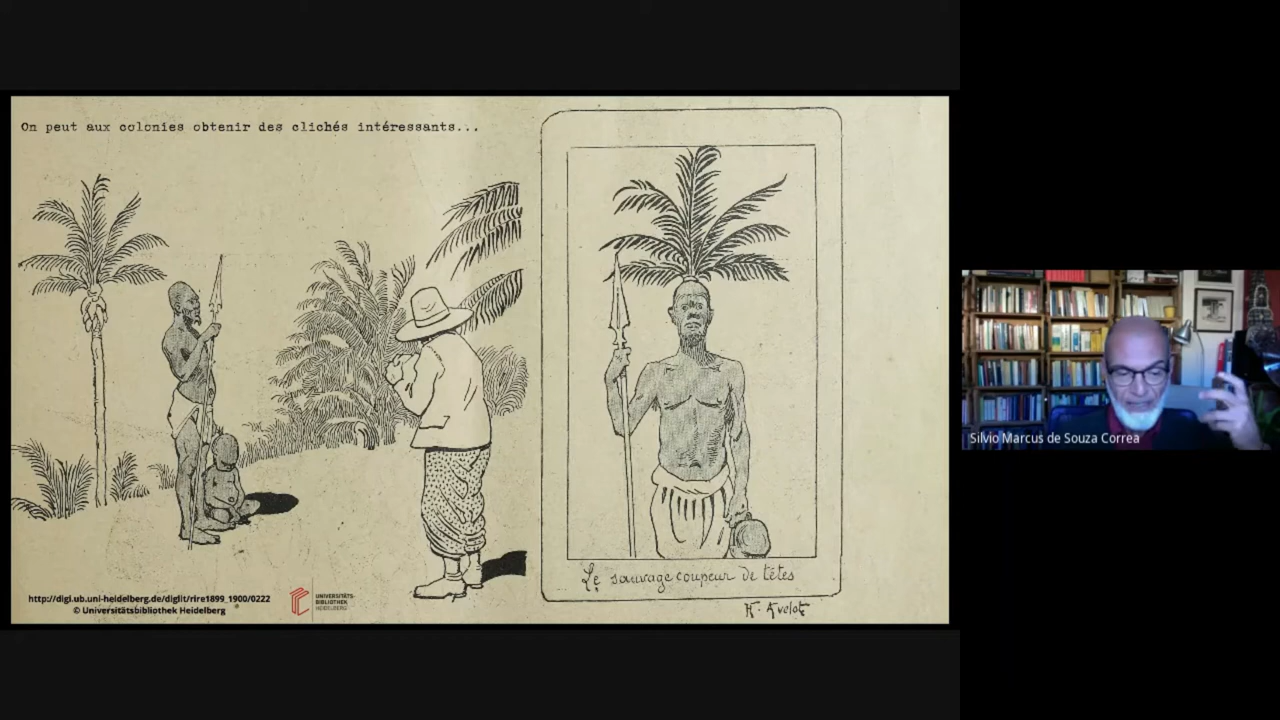 On peut aux colonies obtenir des clichés intéressants...
Le sauvage coupeur de têtes
H. Avelot
http://digi.ub.uni-heidelberg.de/diglit/rire1899_1900/0222
© Universitätsbibliothek Heidelberg
UNIVERSITÄTS-
BIBLIOTHEK
HEIDELBERG
Silvio Marcus de Souza Correa